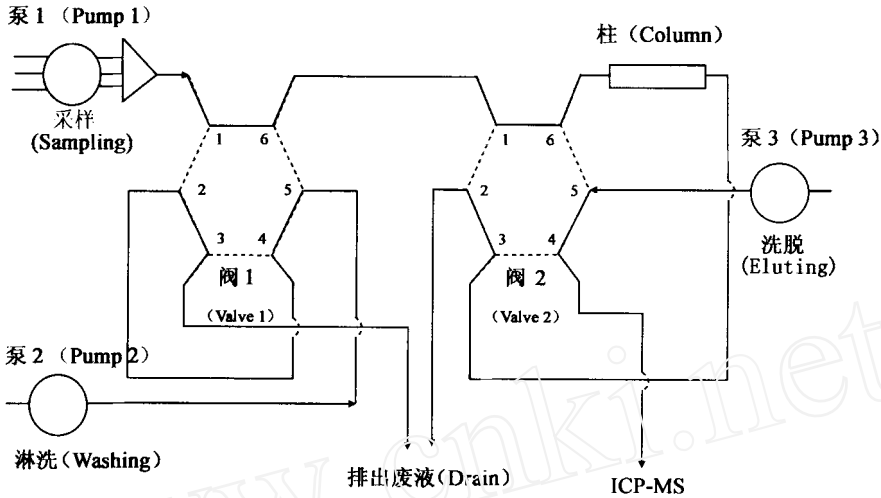 泵 1 （Pump 1）
采样
(Sampling)
1 6
2 5
3 4
阀 1
（Valve 1）
泵 2 （Pump 2）
淋洗（Washing）
柱（Column）
1 6
2 5
3 4
阀 2
（Valve 2）
泵 3（Pump 3）
洗脱
(Eluting)
排出废液（Drain）
ICP-MS
www.cnki.net